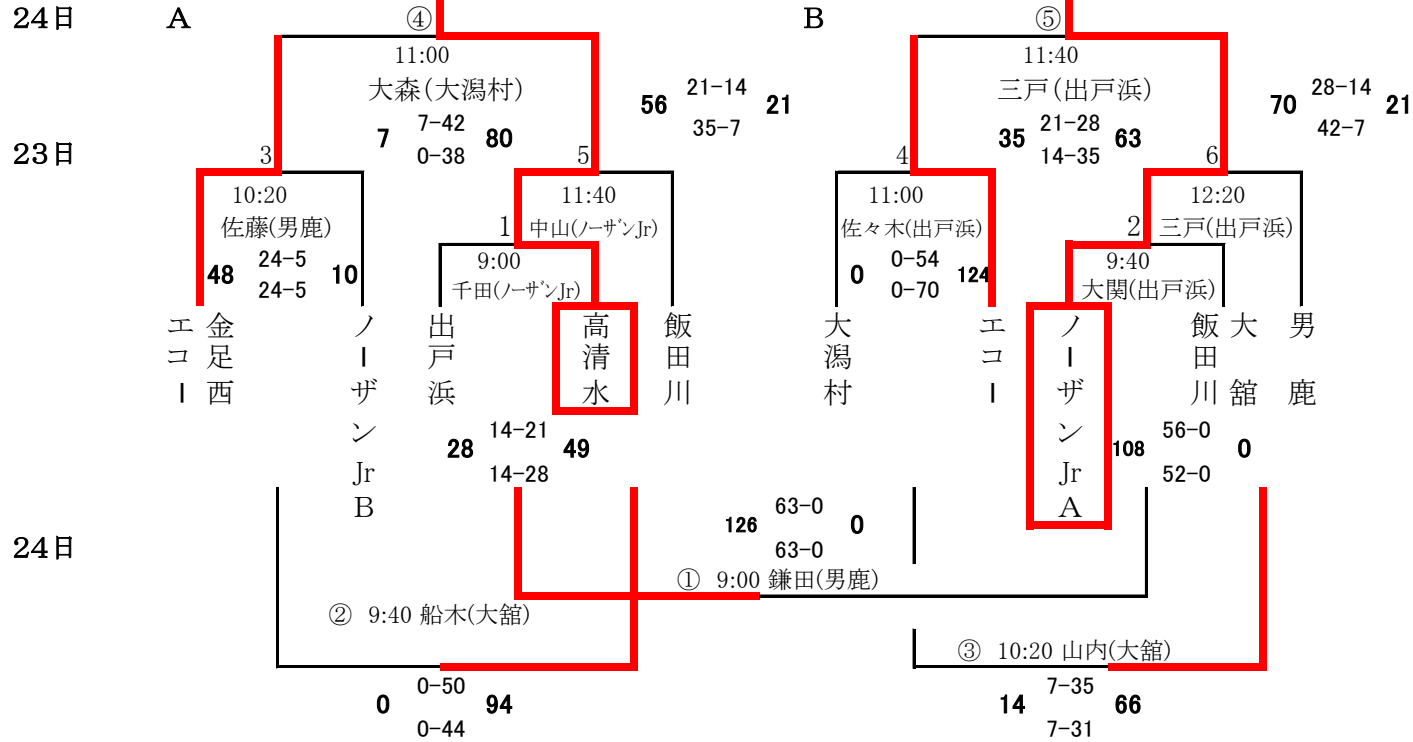 24日 A ④ B ⑤
11:00 11:40
大森(大潟村) 三戸(出戸浜)
56 21-14 21 70 28-14 21
35-7 42-7
7 7-42 80 35 21-28 63
0-38 14-35
23日 3 5 4 6
10:20 11:40 11:00 12:20
佐藤(男鹿) 1 中山(ノーザンJr) 佐々木(出戸浜) 2 三戸(出戸浜)
48 24-5 10 9:00 0 0-54 124 9:40
24-5 千田(ノーザンJr) 0-70 大関(出戸浜)
金足西
エコー
ノーザンJrB
出戸浜
高清水
飯田川
大潟村
エコー
ノーザンJrA
飯田川
大舘
男鹿
28 14-21 49 108 56-0 0
14-28 52-0
126 63-0 0
63-0
24日
① 9:00 鎌田(男鹿)
② 9:40 船木(大舘)
③ 10:20 山内(大舘)
0 0-50 94 14 7-35 66
0-44 7-31